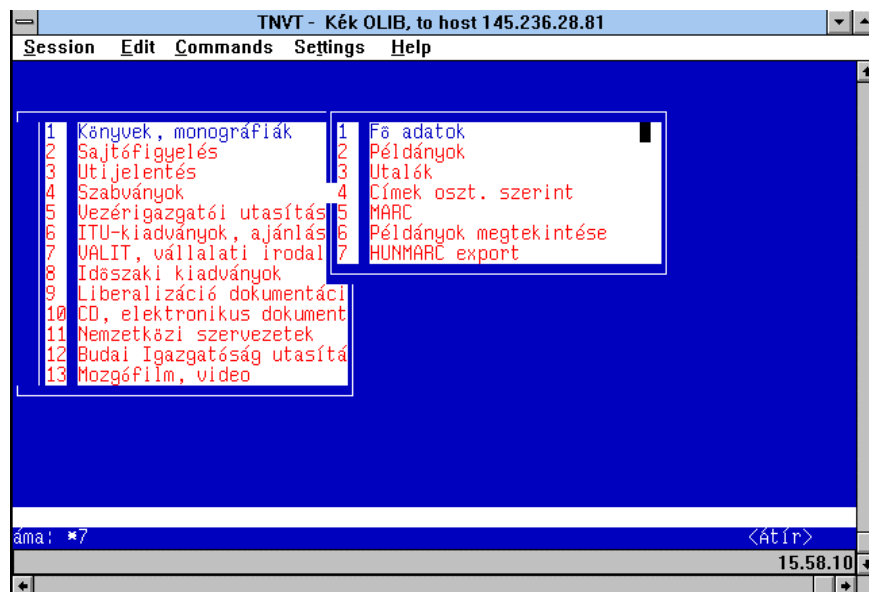 TNVT - Kék OLIB, to host 145.236.28.81
Session Edit Commands Settings Help
1 Könyvek, monográfiák
2 Sajtófigyelés
3 Utijelentés
4 Szabványok
5 Vezérigazgatói utasítás
6 ITU-kiadványok, ajánlás
7 VALIT, vállalati irodal
8 Idöszaki kiadványok
9 Liberalizáció dokumentáci
10 CD, elektronikus dokument
11 Nemzetközi szervezetek
12 Budai Igazgatóság utasítá
13 Mozgófilm, video
1 Fö adatok
2 Példányok
3 Utalók
4 Címek oszt. szerint
5 MARC
6 Példányok megtekintése
7 HUNMARC export
áma: *7 <Átír>
15.58.10